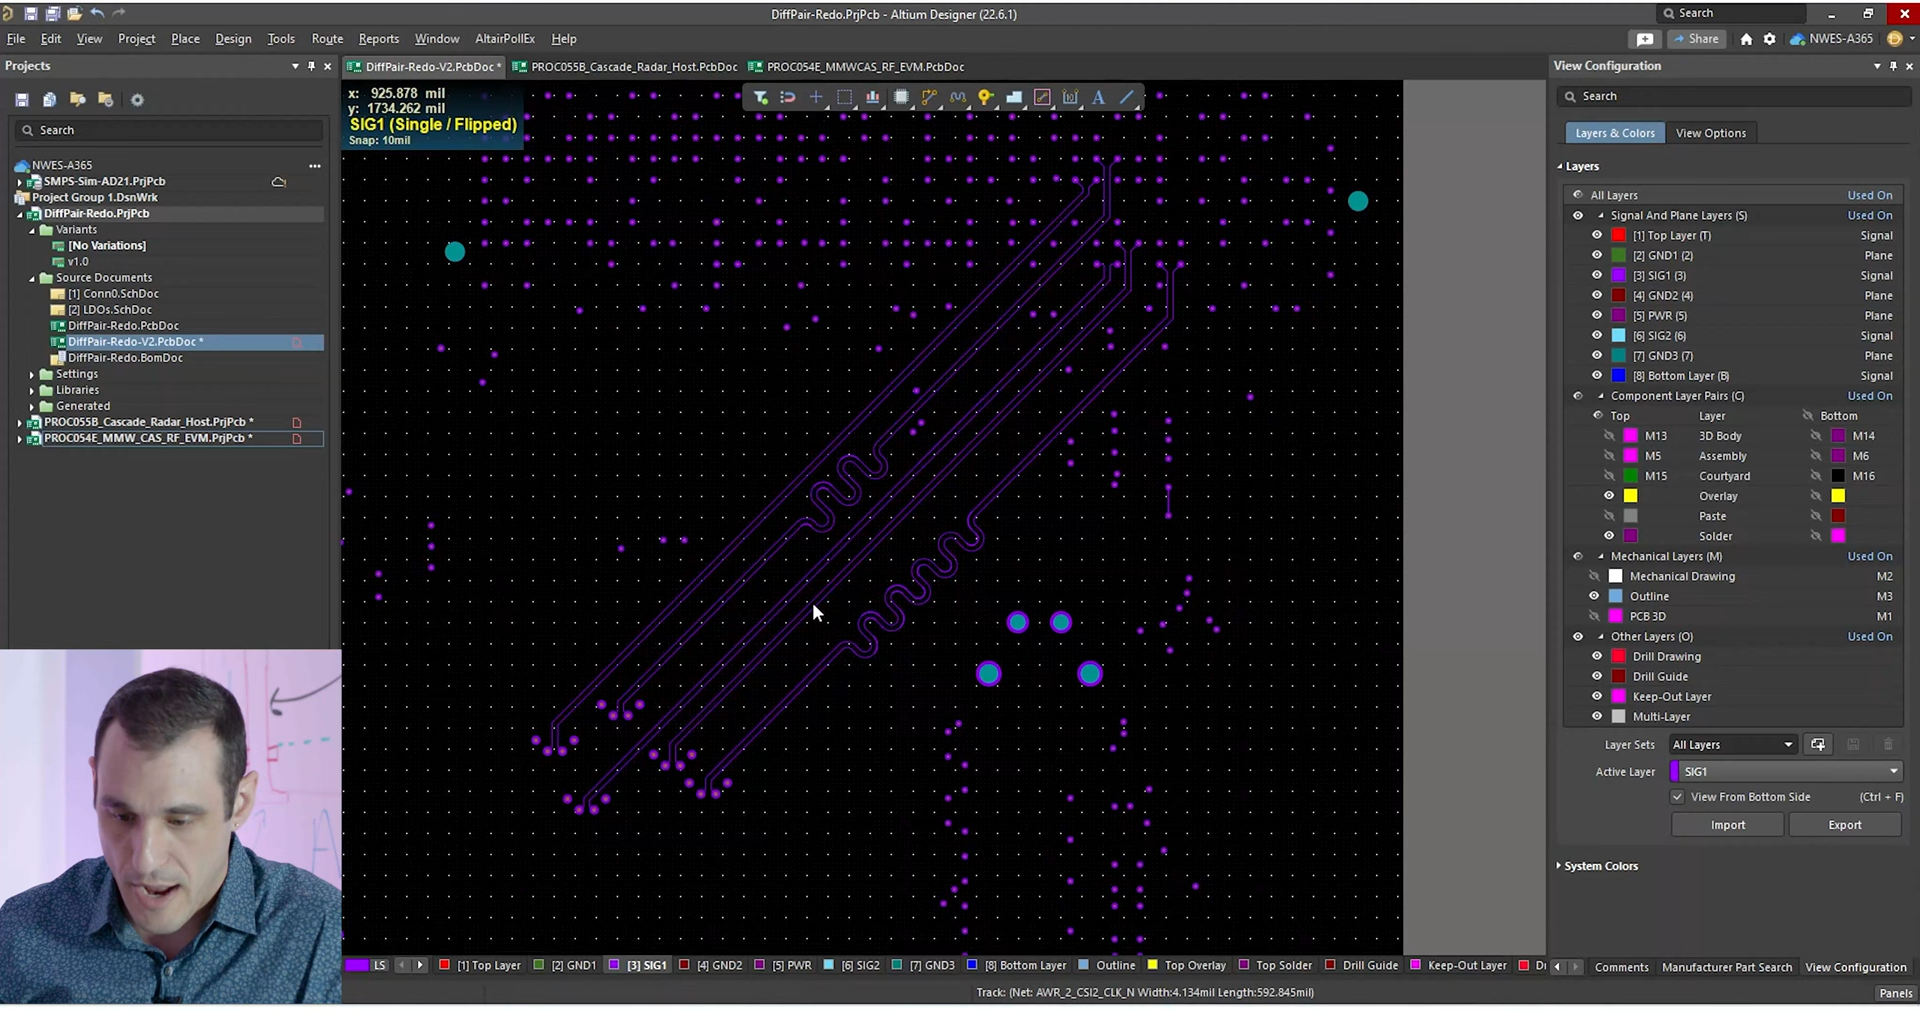 DiffPair-Redo.PrjPcb - Altium Designer (22.6.1)
Search
File Edit View Project Place Design Tools Route Reports Window AltairPollEx Help
Share
NWES-A365
Projects
DiffPair-Redo-V2.PcbDoc *
PROC055B_Cascade_Radar_Host.PcbDoc
PROC054E_MMWCAS_RF_EVM.PcbDoc
View Configuration
x: 925.878 mil
y: 1734.262 mil
SIG1 (Single / Flipped)
Snap: 10mil
Search
NWES-A365
SMPS-Sim-AD21.PrjPcb
Project Group 1.DsnWrk
DiffPair-Redo.PrjPcb
Variants
[No Variations]
v1.0
Source Documents
[1] Conn0.SchDoc
[2] LDOs.SchDoc
DiffPair-Redo.PcbDoc
DiffPair-Redo-V2.PcbDoc *
DiffPair-Redo.BomDoc
Settings
Libraries
Generated
PROC055B_Cascade_Radar_Host.PrjPcb *
PROC054E_MMW_CAS_RF_EVM.PrjPcb *
Search
Layers & Colors View Options
Layers
All Layers Used On
Signal And Plane Layers (S) Used On
[1] Top Layer (T) Signal
[2] GND1 (2) Plane
[3] SIG1 (3) Signal
[4] GND2 (4) Plane
[5] PWR (5) Plane
[6] SIG2 (6) Signal
[7] GND3 (7) Plane
[8] Bottom Layer (B) Signal
Component Layer Pairs (C) Used On
Top Layer Bottom
M13 3D Body M14
M5 Assembly M6
M15 Courtyard M16
Overlay
Paste
Solder
Mechanical Layers (M) Used On
Mechanical Drawing M2
Outline M3
PCB 3D M1
Other Layers (O) Used On
Drill Drawing
Drill Guide
Keep-Out Layer
Multi-Layer
Layer Sets All Layers
Active Layer SIG1
View From Bottom Side (Ctrl + F)
Import Export
System Colors
LS [1] Top Layer [2] GND1 [3] SIG1 [4] GND2 [5] PWR [6] SIG2 [7] GND3 [8] Bottom Layer Outline Top Overlay Top Solder Drill Guide Keep-Out Layer
Comments Manufacturer Part Search View Configuration
Track: (Net: AWR_2_CSI2_CLK_N Width:4.134mil Length:592.845mil)
Panels